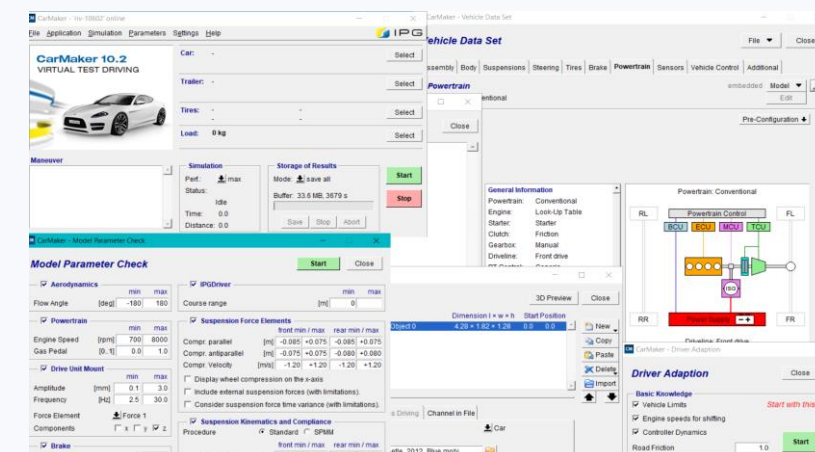 CarMaker - Vehicle Data Set
File Application Simulation Parameters Settings Help
IPG
CarMaker 10.2
VIRTUAL TEST DRIVING
Car: -
Select
Trailer: -
Select
Tires: - -
- -
Select
Load: 0 kg
Select
Maneuver
Simulation
Perf.: max
Status:
Idle
Time: 0.0
Distance: 0.0
Storage of Results
Mode: save all
Buffer: 33.6 MB, 3679 s
Save Stop Abort
Start
Stop
Vehicle Data Set
File
Close
Assembly Body Suspensions Steering Tires Brake Powertrain Sensors Vehicle Control Additional
Powertrain
embedded Model
Edit
Pre-Configuration
Close
General Information
Powertrain: Conventional
Engine: Look-Up Table
Starter: Starter
Clutch: Friction
Gearbox: Manual
Driveline: Front drive
Powertrain: Conventional
RL Powertrain Control FL
BCU ECU MCU TCU
ISG
RR Power Supply FR
Driveline: Front drive
CarMaker - Model Parameter Check
Model Parameter Check
Start Close
Aerodynamics
min max
Flow Angle [deg] -180 180
Powertrain
min max
Engine Speed [rpm] 700 8000
Gas Pedal [0..1] 0.0 1.0
Drive Unit Mount
min max
Amplitude [mm] 0.1 3.0
Frequency [Hz] 2.5 30.0
Force Element Force 1
Components x y z
Brake
IPGDriver
min max
Course range [m] 0
Suspension Force Elements
front min / max rear min / max
Compr. parallel [m] -0.085 +0.075 -0.085 +0.075
Compr. antiparallel [m] -0.075 +0.075 -0.080 +0.080
Compr. Velocity [m/s] -1.20 +1.20 -1.20 +1.20
Display wheel compression on the x-axis
Include external suspension forces (with limitations).
Consider suspension force time variance (with limitations).
Suspension Kinematics and Compliance
Procedure Standard SPMM
front min / max rear min / max
3D Preview Close
Dimension l × w × h Start Position
Object 0 4.28 × 1.82 × 1.28 0.0 0.0
New
Copy
Paste
Delete
Import
Driving Channel in File
Car
CarMaker - Driver Adaption
Driver Adaption
Close
Basic Knowledge
Vehicle Limits
Start with this
Engine speeds for shifting
Controller Dynamics
Road Friction 1.0
Start